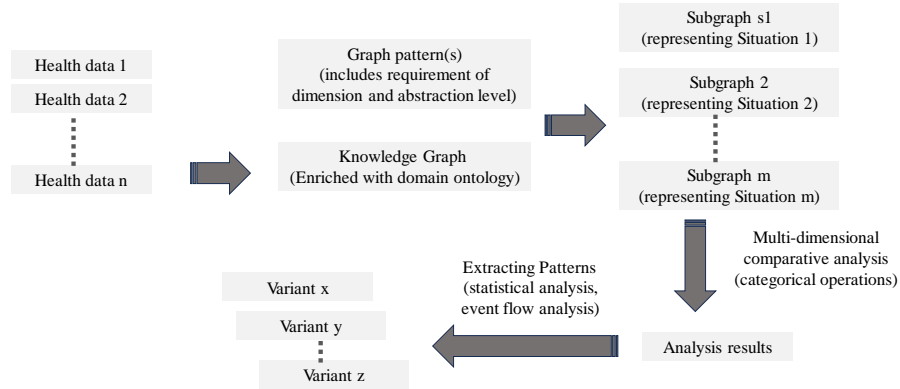 Health data 1
Health data 2
Health data n
Graph pattern(s)
(includes requirement of
dimension and abstraction level)
Knowledge Graph
(Enriched with domain ontology)
Subgraph s1
(representing Situation 1)
Subgraph 2
(representing Situation 2)
Subgraph m
(representing Situation m)
Multi-dimensional
comparative analysis
(categorical operations)
Analysis results
Extracting Patterns
(statistical analysis,
event flow analysis)
Variant x
Variant y
Variant z